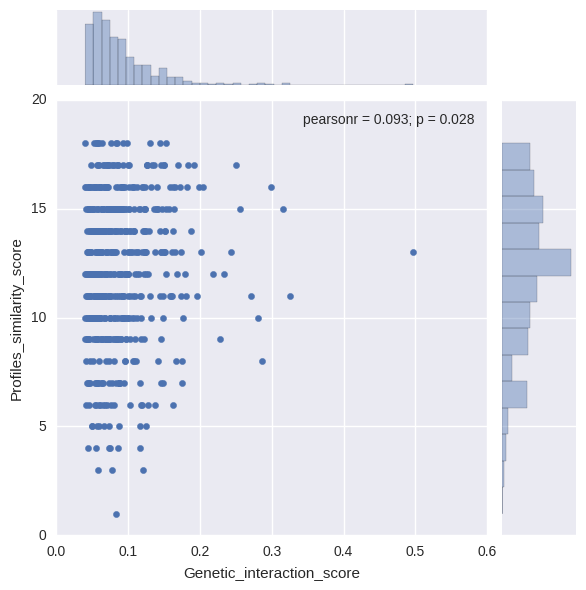 20
pearsonr = 0.093; p = 0.028
15
10
5
0
Profiles_similarity_score
0.0 0.1 0.2 0.3 0.4 0.5 0.6
Genetic_interaction_score